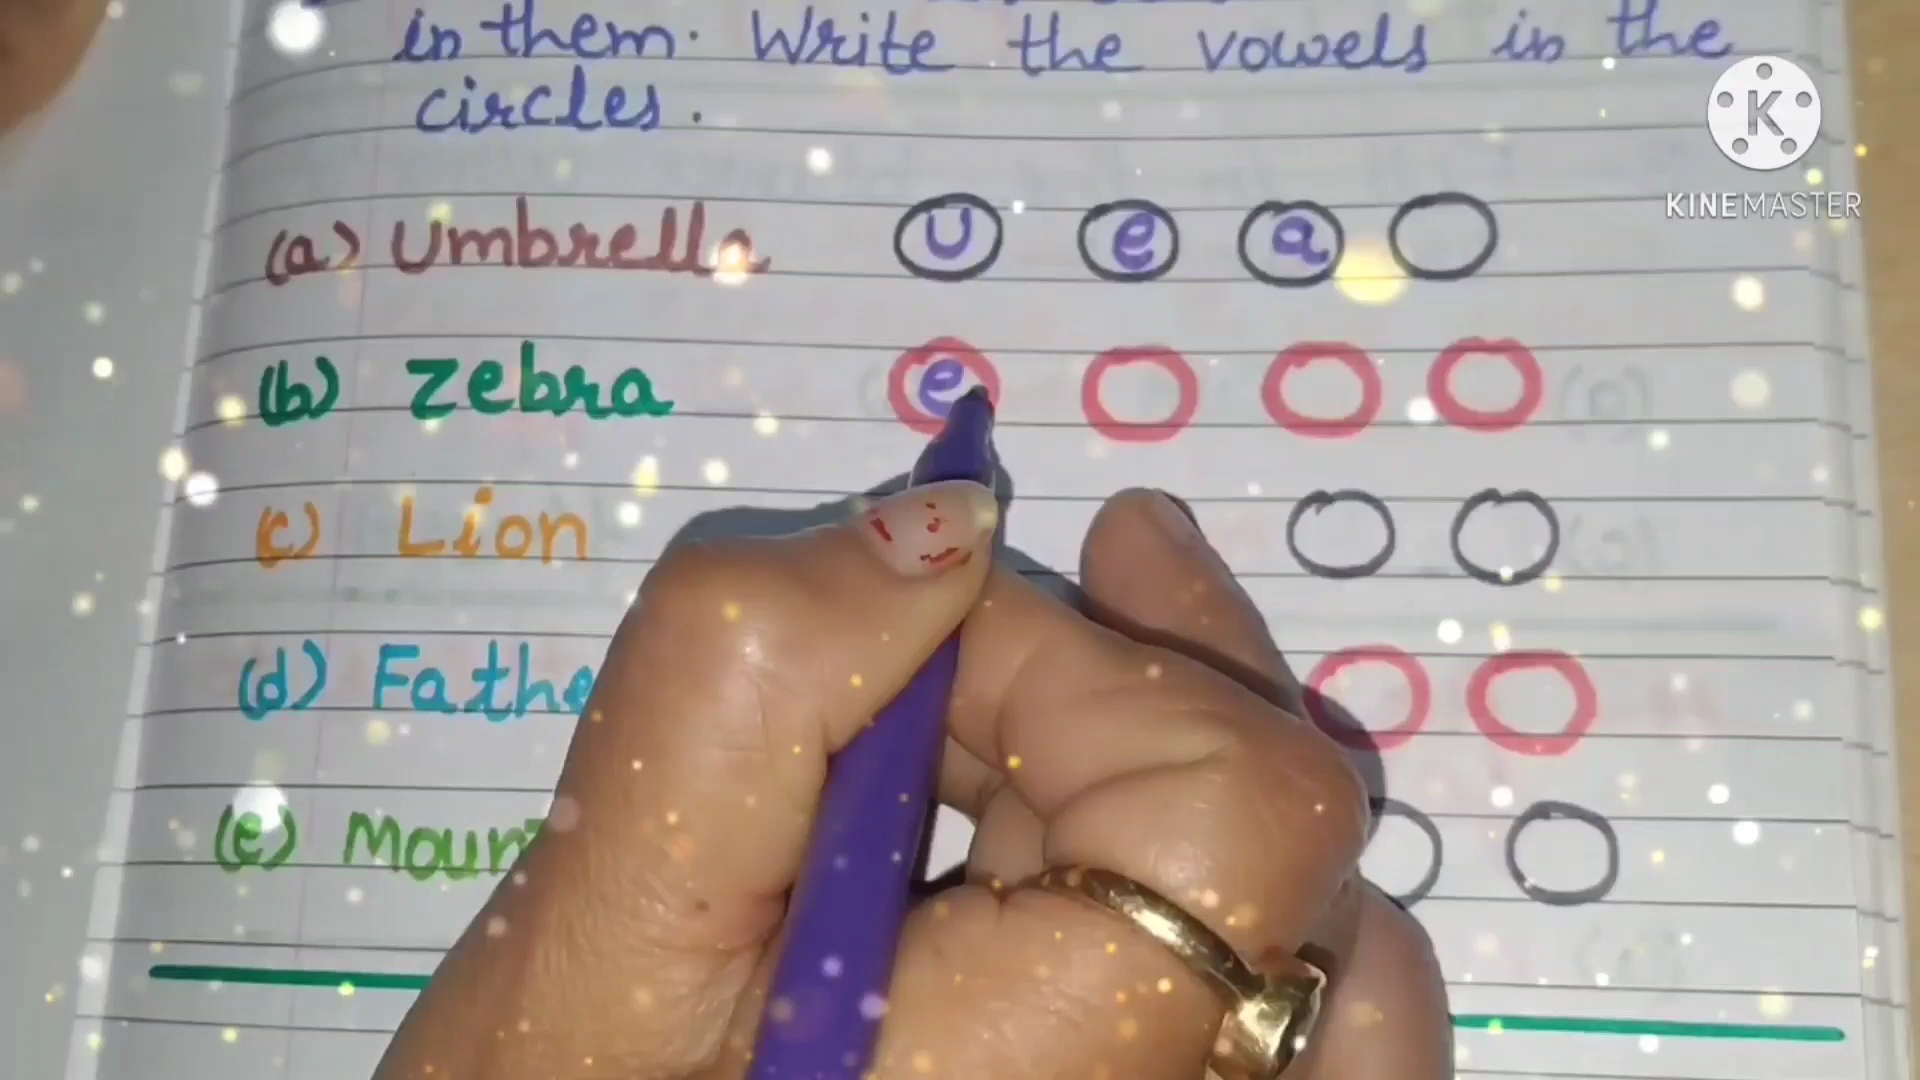 in them. Write the vowels in the
circles.
K
KINEMASTER
(a) Umbrella u e a
(b) Zebra e
(c) Lion
(d) Fathe
(e) Moun